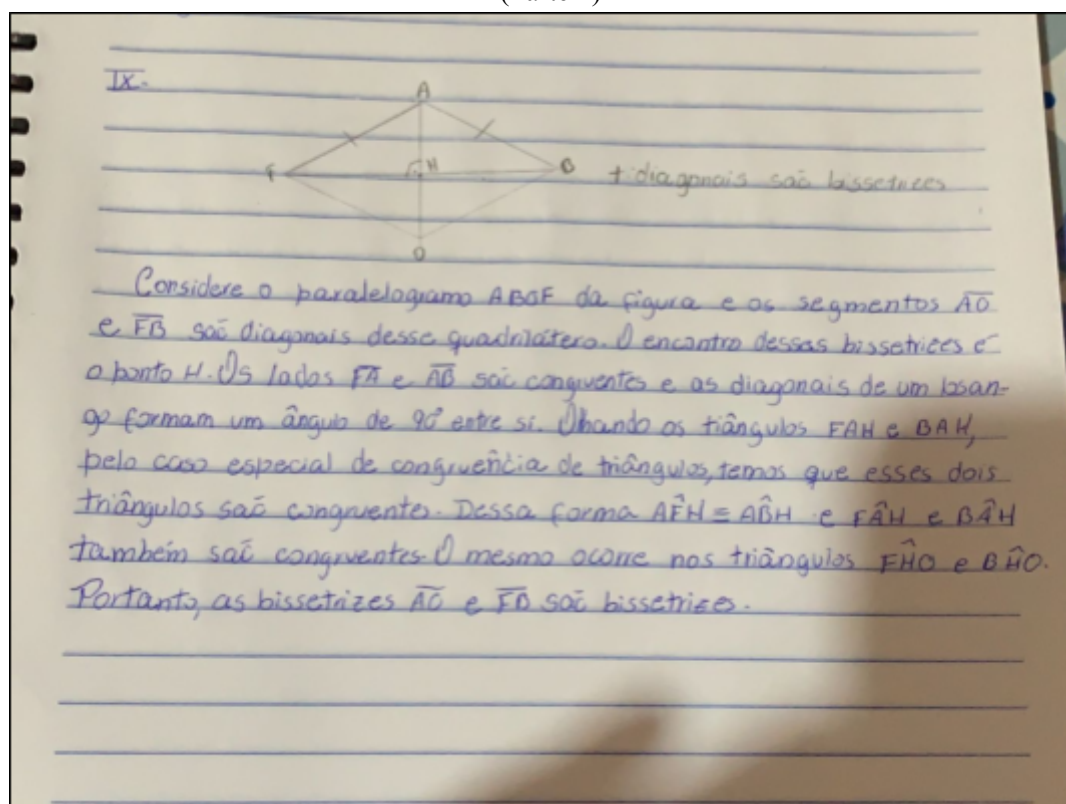 IX.
A
F
H
B
+ diagonais são bissetrizes
O
Considere o paralelogramo ABOF da figura e os segmentos AO
e FB são diagonais desse quadrilátero. O encontro dessas bissetrices é
o ponto H. Os lados FA e AB são congruentes e as diagonais de um losan-
go formam um ângulo de 90° entre si. Olhando os tiângulos FAH e BAH,
pelo caso especial de congruência de triângulos, temos que esses dois
triângulos são congruente. Dessa forma AF̂H ≡ AB̂H e FÂH e BÂH
também são congruentes. O mesmo ocorre nos triângulos FĤO e BĤO.
Portanto, as bissetrizes AO e FB são bissetrizes.